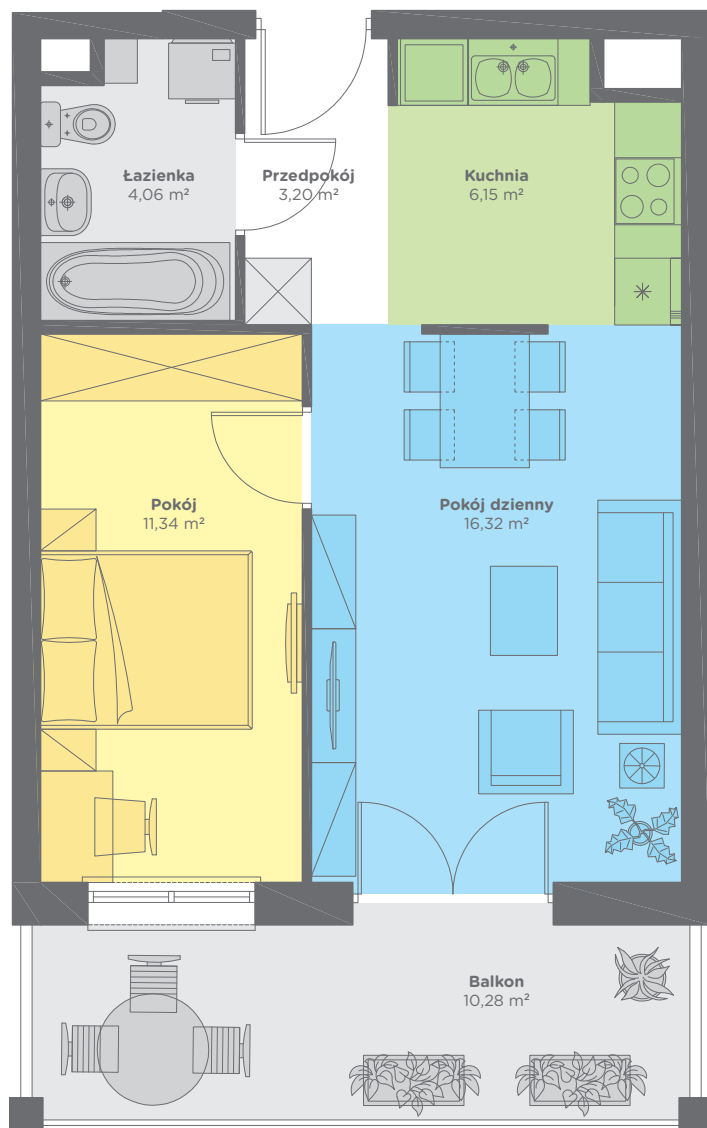 Łazienka
4,06 m²
Przedpokój
3,20 m²
Kuchnia
6,15 m²
Pokój
11,34 m²
Pokój dzienny
16,32 m²
Balkon
10,28 m²